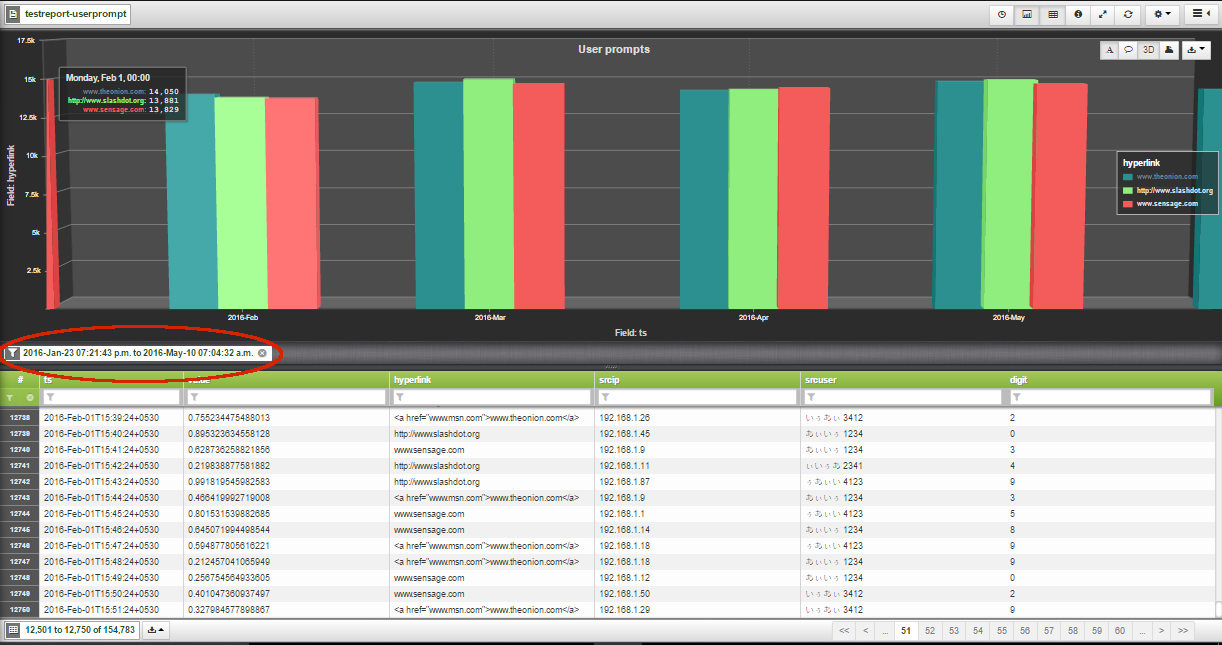 testreport-userprompt
User prompts
A
3D
17.5k
15k
12.5k
10k
7.5k
5k
2.5k
Field: hyperlink
Monday, Feb 1, 00:00
www.theonion.com: 14,050
http://www.slashdot.org: 13,881
www.sensage.com: 13,829
hyperlink
www.theonion.com
http://www.slashdot.org
www.sensage.com
2016-Feb 2016-Mar 2016-Apr 2016-May
Field: ts
2016-Jan-23 07:21:43 p.m. to 2016-May-10 07:04:32 a.m.
# ts value hyperlink srcip srcuser digit
12738 2016-Feb-01T15:39:24+0530 0.755234475488013 <a href="www.msn.com">www.theonion.com</a> 192.168.1.26 いぅあぃ 3412 2
12739 2016-Feb-01T15:40:24+0530 0.895323634558128 http://www.slashdot.org 192.168.1.45 あぃいぅ 1234 0
12740 2016-Feb-01T15:41:24+0530 0.628736258821856 www.sensage.com 192.168.1.9 あぃいぅ 1234 3
12741 2016-Feb-01T15:42:24+0530 0.219838877581882 http://www.slashdot.org 192.168.1.11 ぃいぅあ 2341 4
12742 2016-Feb-01T15:43:24+0530 0.991819545982583 http://www.slashdot.org 192.168.1.87 ぅあぃい 4123 9
12743 2016-Feb-01T15:44:24+0530 0.466419992719008 <a href="www.msn.com">www.theonion.com</a> 192.168.1.9 あぃいぅ 1234 3
12744 2016-Feb-01T15:45:24+0530 0.801531539882685 www.sensage.com 192.168.1.1 ぅあぃい 4123 5
12745 2016-Feb-01T15:46:24+0530 0.645071994498544 www.sensage.com 192.168.1.14 あぃいぅ 1234 8
12746 2016-Feb-01T15:47:24+0530 0.594877805616221 <a href="www.msn.com">www.theonion.com</a> 192.168.1.18 ぅあぃい 4123 9
12747 2016-Feb-01T15:48:24+0530 0.212457041065949 <a href="www.msn.com">www.theonion.com</a> 192.168.1.18 あぃいぅ 1234 9
12748 2016-Feb-01T15:49:24+0530 0.256754564933605 www.sensage.com 192.168.1.12 あぃいぅ 1234 0
12749 2016-Feb-01T15:50:24+0530 0.401047360937497 www.sensage.com 192.168.1.50 いぅあぃ 3412 2
12750 2016-Feb-01T15:51:24+0530 0.327984577898867 <a href="www.msn.com">www.theonion.com</a> 192.168.1.29 いぅあぃ 3412 9
12,501 to 12,750 of 154,783
<< < ... 51 52 53 54 55 56 57 58 59 60 ... > >>